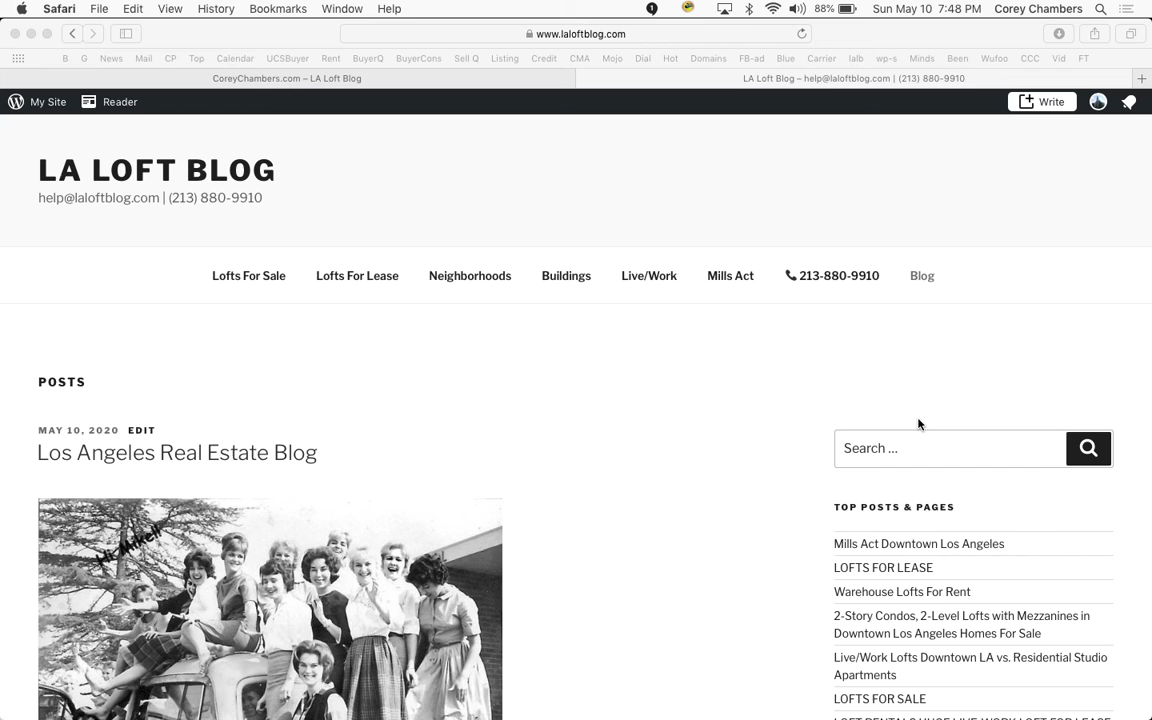 Safari File Edit View History Bookmarks Window Help 88% Sun May 10 7:48 PM Corey Chambers
www.laloftblog.com
B G News Mail CP Top Calendar UCSBuyer Rent BuyerQ BuyerCons Sell Q Listing Credit CMA Mojo Dial Hot Domains FB-ad Blue Carrier lalb wp-s Minds Been Wufoo CCC Vid FT
CoreyChambers.com – LA Loft Blog
LA Loft Blog – help@laloftblog.com | (213) 880-9910
My Site Reader Write
LA LOFT BLOG
help@laloftblog.com | (213) 880-9910
Lofts For Sale Lofts For Lease Neighborhoods Buildings Live/Work Mills Act 213-880-9910 Blog
POSTS
MAY 10, 2020 EDIT
Los Angeles Real Estate Blog
Hi Mikell
Search ...
TOP POSTS & PAGES
Mills Act Downtown Los Angeles
LOFTS FOR LEASE
Warehouse Lofts For Rent
2-Story Condos, 2-Level Lofts with Mezzanines in
Downtown Los Angeles Homes For Sale
Live/Work Lofts Downtown LA vs. Residential Studio
Apartments
LOFTS FOR SALE